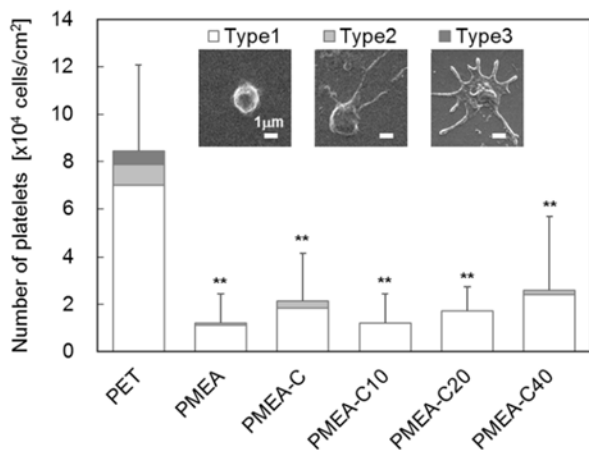 Number of platelets [x10⁴ cells/cm²]
14
12
10
8
6
4
2
0
Type1 Type2 Type3
1μm
**
**
**
**
**
PET
PMEA
PMEA-C
PMEA-C10
PMEA-C20
PMEA-C40